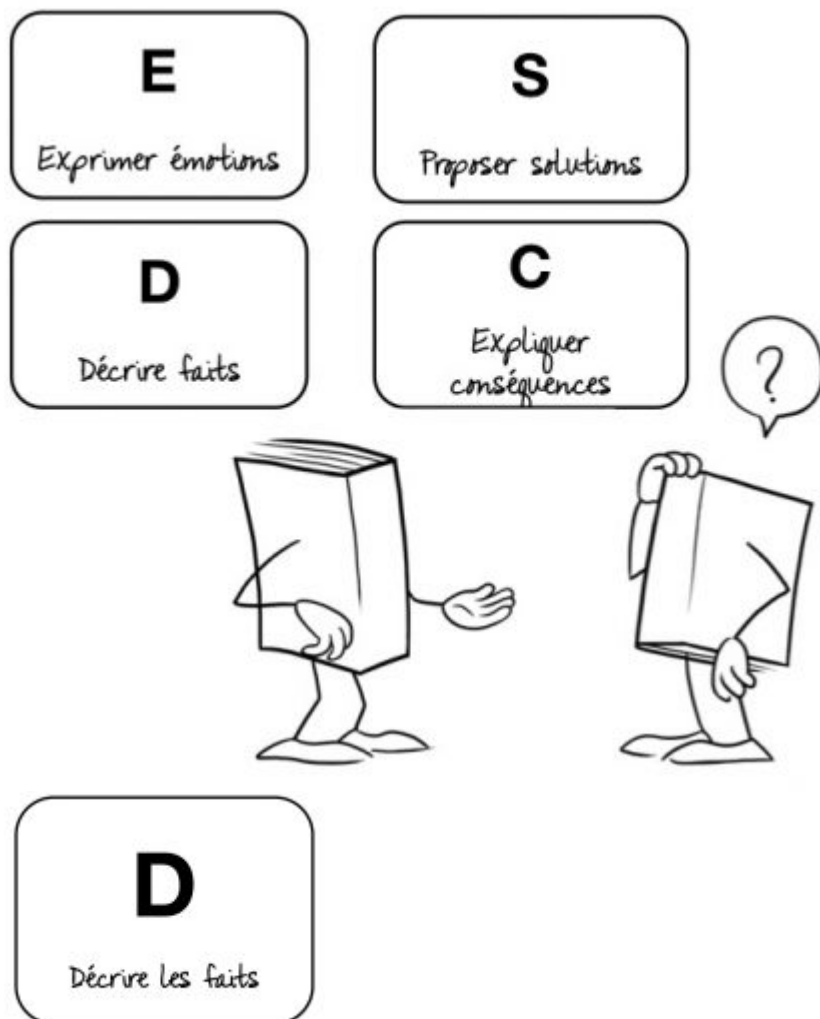 E
Exprimer émotions
S
Proposer solutions
D
Décrire faits
C
Expliquer
conséquences
?
D
Décrire les faits